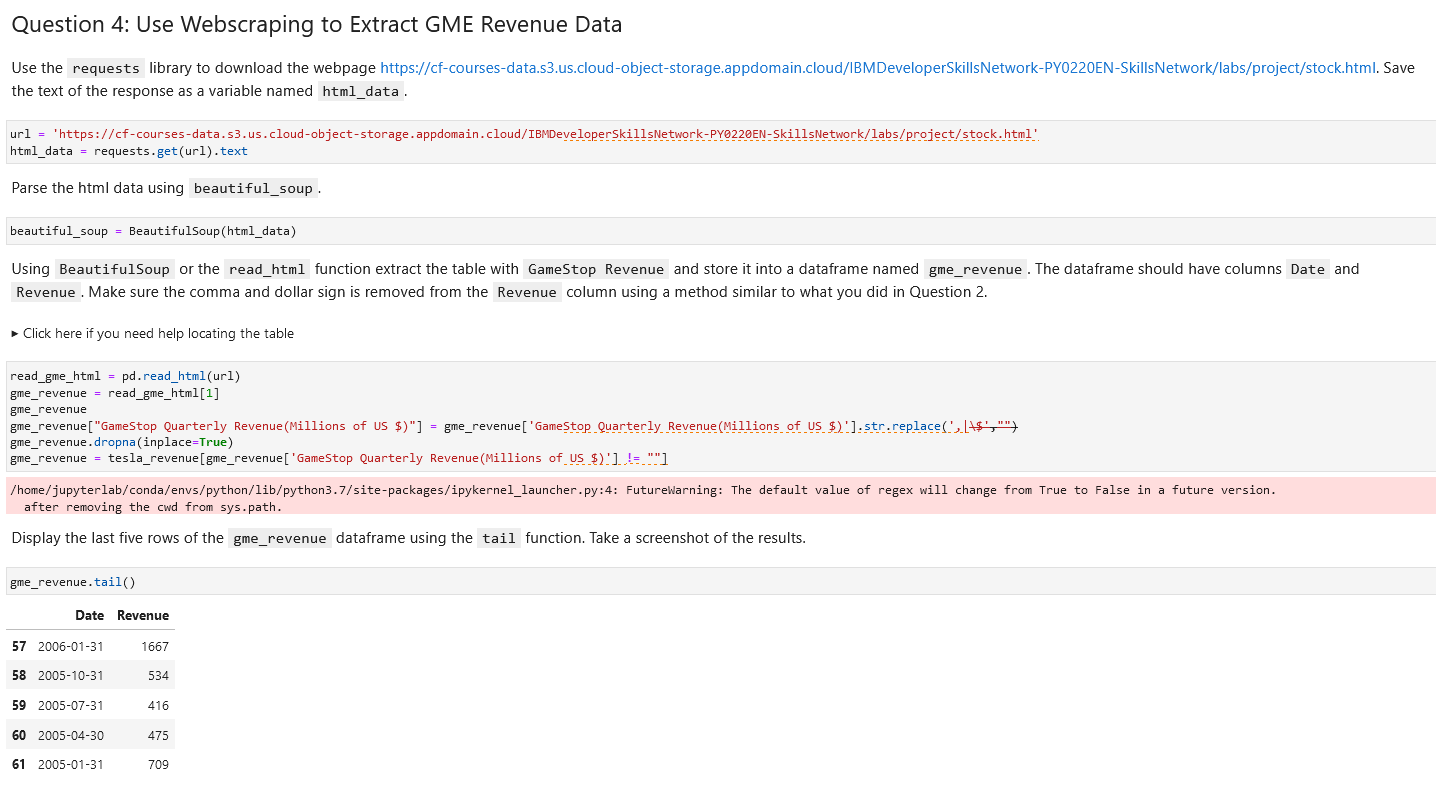 Question 4: Use Webscraping to Extract GME Revenue Data
Use the requests library to download the webpage https://cf-courses-data.s3.us.cloud-object-storage.appdomain.cloud/IBMDeveloperSkillsNetwork-PY0220EN-SkillsNetwork/labs/project/stock.html. Save
the text of the response as a variable named html_data.
url = 'https://cf-courses-data.s3.us.cloud-object-storage.appdomain.cloud/IBMDeveloperSkillsNetwork-PY0220EN-SkillsNetwork/labs/project/stock.html'
html_data = requests.get(url).text
Parse the html data using beautiful_soup.
beautiful_soup = BeautifulSoup(html_data)
Using BeautifulSoup or the read_html function extract the table with GameStop Revenue and store it into a dataframe named gme_revenue. The dataframe should have columns Date and
Revenue. Make sure the comma and dollar sign is removed from the Revenue column using a method similar to what you did in Question 2.
▸ Click here if you need help locating the table
read_gme_html = pd.read_html(url)
gme_revenue = read_gme_html[1]
gme_revenue
gme_revenue["GameStop Quarterly Revenue(Millions of US $)"] = gme_revenue['GameStop Quarterly Revenue(Millions of US $)'].str.replace(',|\$',"")
gme_revenue.dropna(inplace=True)
gme_revenue = tesla_revenue[gme_revenue['GameStop Quarterly Revenue(Millions of US $)'] != ""]
/home/jupyterlab/conda/envs/python/lib/python3.7/site-packages/ipykernel_launcher.py:4: FutureWarning: The default value of regex will change from True to False in a future version.
after removing the cwd from sys.path.
Display the last five rows of the gme_revenue dataframe using the tail function. Take a screenshot of the results.
gme_revenue.tail()
Date Revenue
57 2006-01-31 1667
58 2005-10-31 534
59 2005-07-31 416
60 2005-04-30 475
61 2005-01-31 709